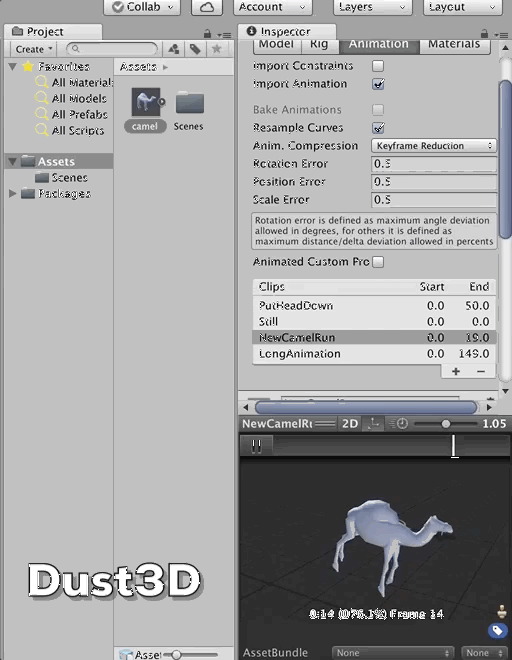 Collab
Account
Layers
Layout
Project
Create
Favorites
All Material
All Models
All Prefabs
All Scripts
Assets
Scenes
Packages
Assets
camel
Scenes
Asset
Inspector
Model Rig Animation Materials
Import Constraints
Import Animation
Bake Animations
Resample Curves
Anim. Compression Keyframe Reduction
Rotation Error 0.5
Position Error 0.5
Scale Error 0.5
Rotation error is defined as maximum angle deviation
allowed in degrees, for others it is defined as
maximum distance/delta deviation allowed in percents
Animated Custom Pro
Clips Start End
PutHeadDown 0.0 50.0
Still 0.0 0.0
NewCamelRun 0.0 19.0
LongAnimation 0.0 149.0
NewCamelRu 2D 1.05
Frame 14
AssetBundle None None
Dust3D